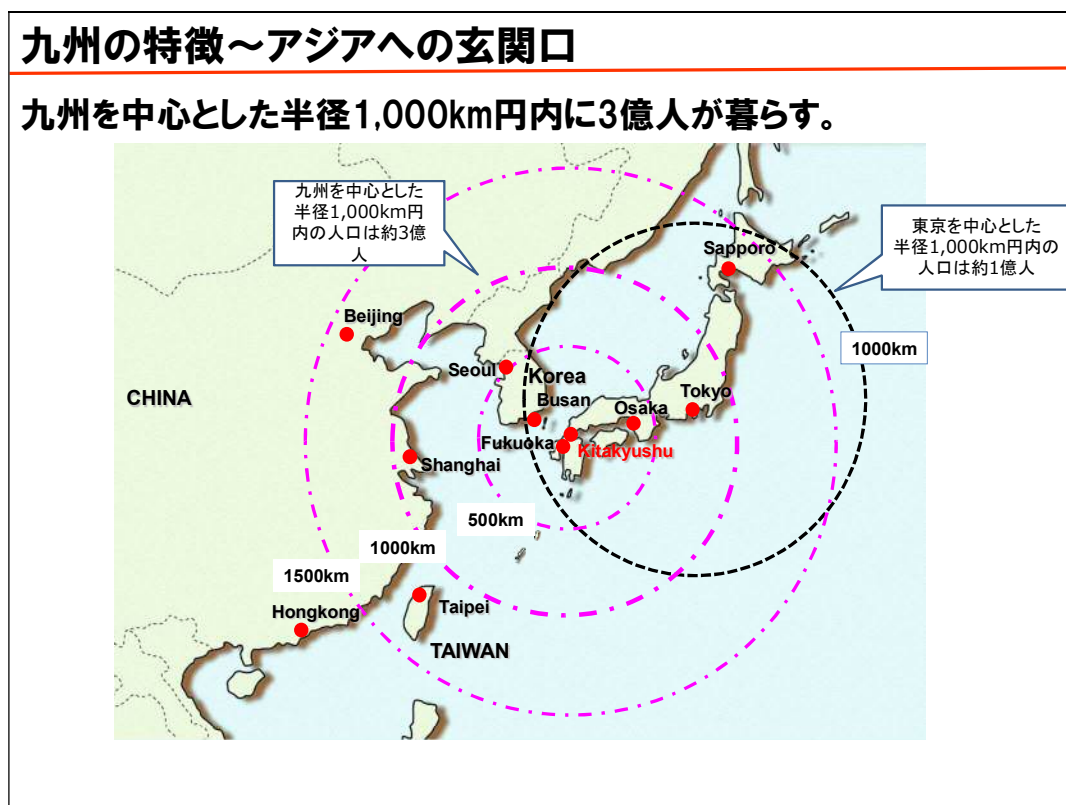 九州の特徴～アジアへの玄関口
九州を中心とした半径1,000km円内に3億人が暮らす。
九州を中心とした
半径1,000km円
内の人口は約3億
人
東京を中心とした
半径1,000km円内の
人口は約1億人
Sapporo
Beijing
1000km
Seoul
Korea
CHINA
Busan
Osaka
Tokyo
Fukuoka
Kitakyushu
Shanghai
500km
1000km
1500km
Hongkong
Taipei
TAIWAN